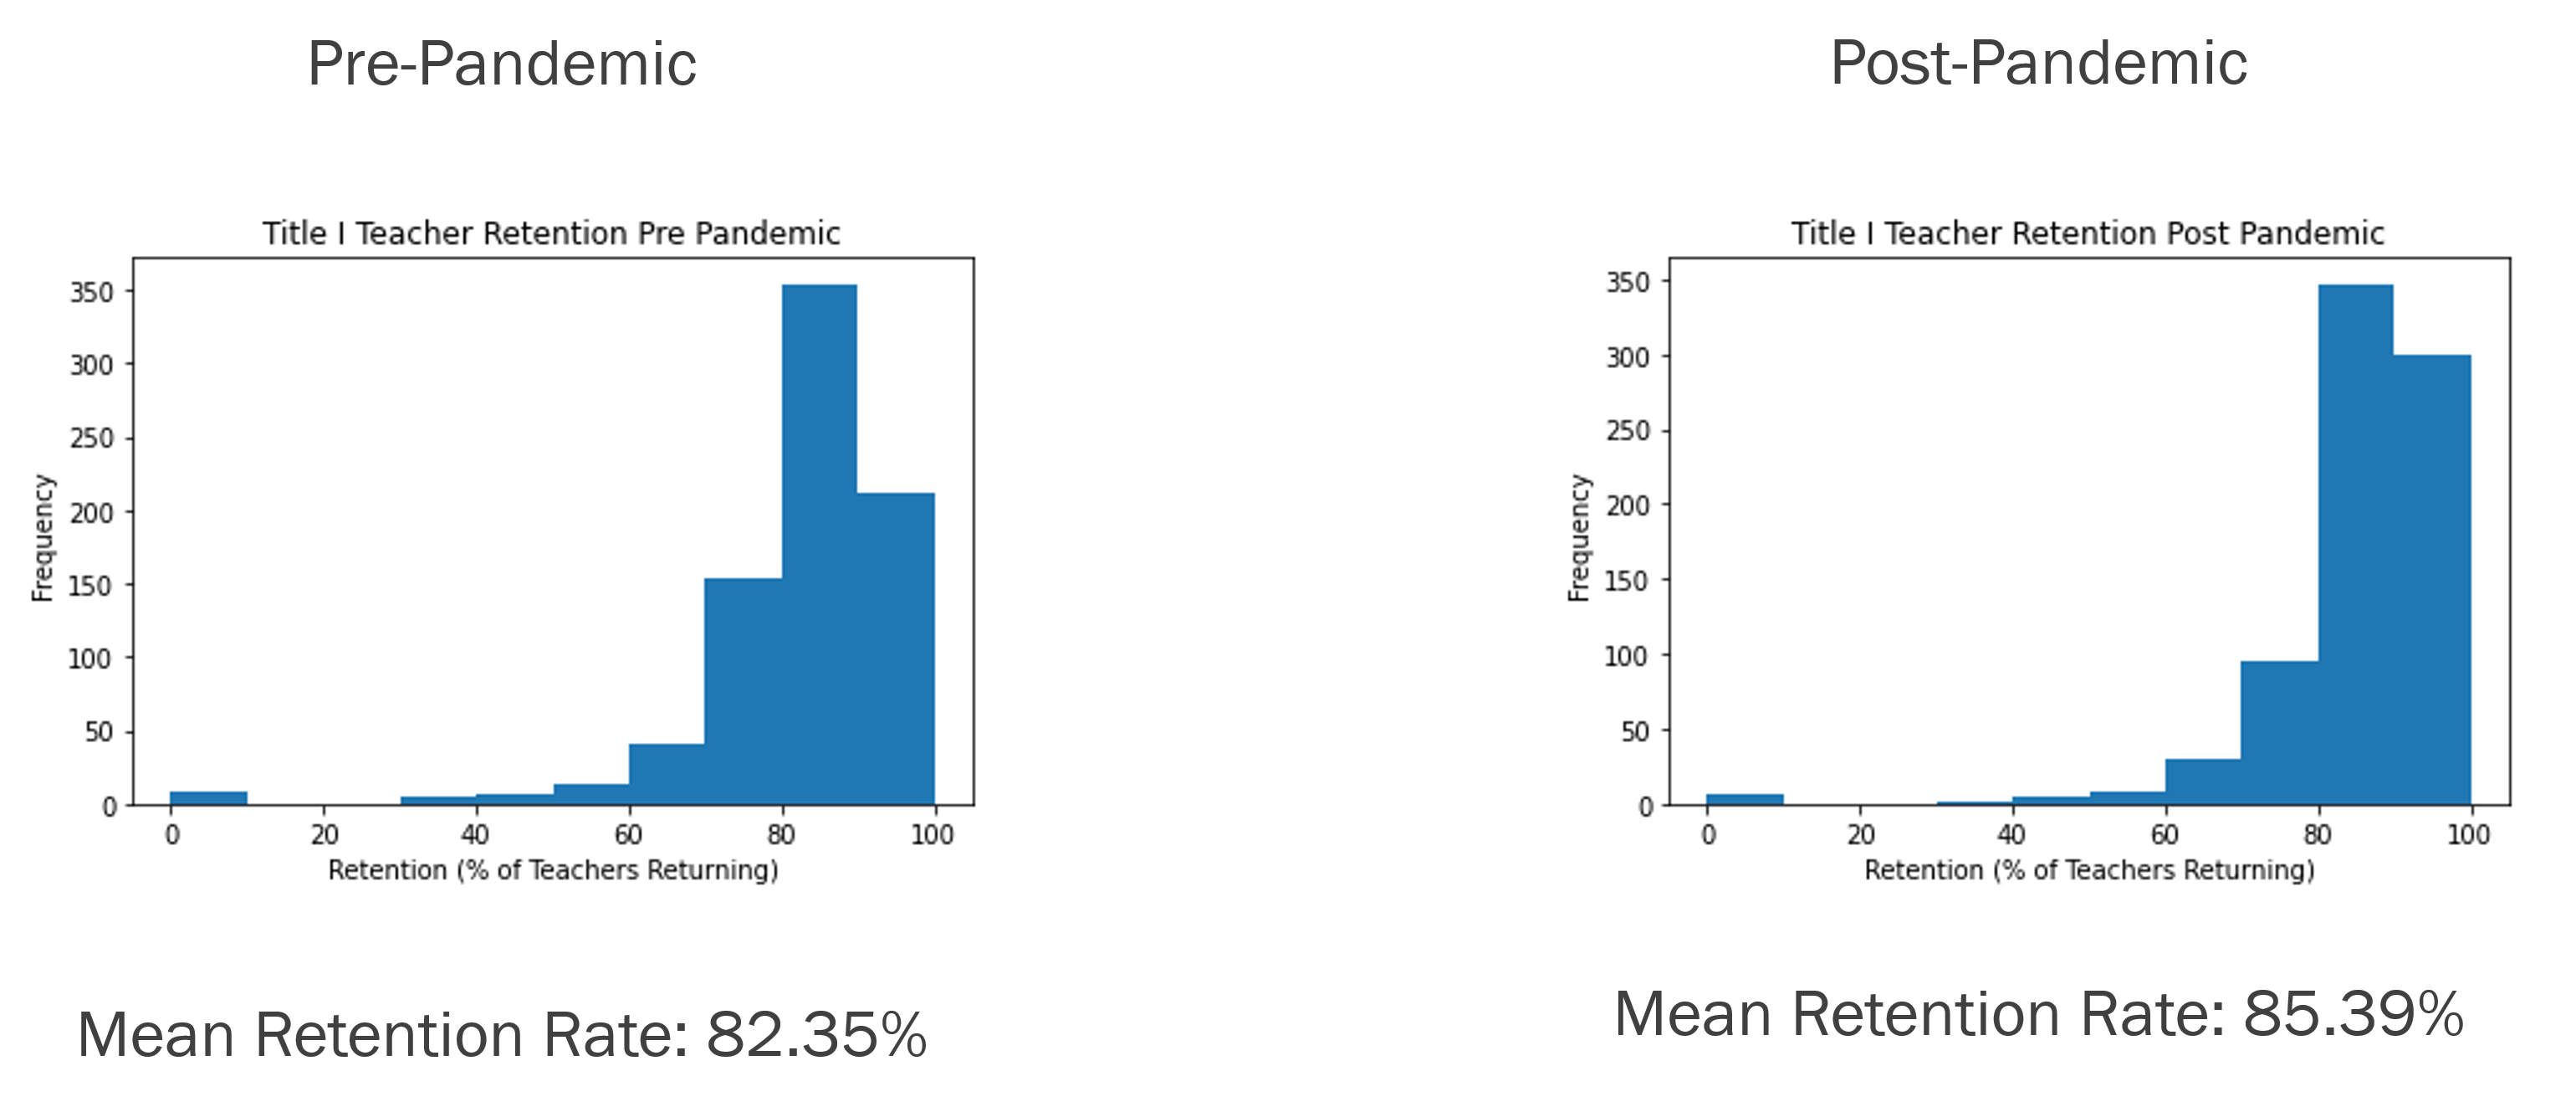 Pre-Pandemic
Title I Teacher Retention Pre Pandemic
350
300
250
200
150
100
50
0
Frequency
0 20 40 60 80 100
Retention (% of Teachers Returning)
Mean Retention Rate: 82.35%
Post-Pandemic
Title I Teacher Retention Post Pandemic
350
300
250
200
150
100
50
0
Frequency
0 20 40 60 80 100
Retention (% of Teachers Returning)
Mean Retention Rate: 85.39%